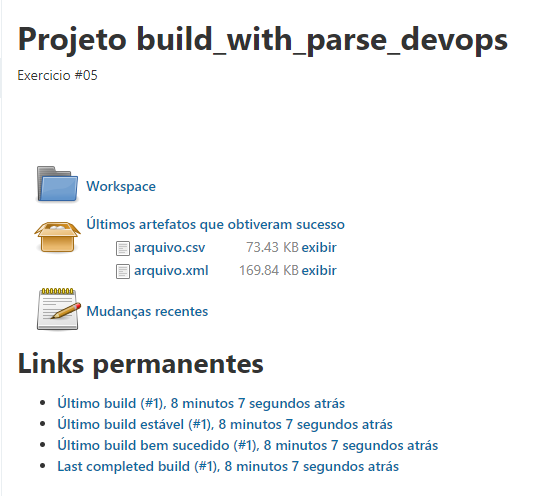 Projeto build_with_parse_devops
Exercicio #05
Workspace
Últimos artefatos que obtiveram sucesso
arquivo.csv 73.43 KB exibir
arquivo.xml 169.84 KB exibir
Mudanças recentes
Links permanentes
Último build (#1), 8 minutos 7 segundos atrás
Último build estável (#1), 8 minutos 7 segundos atrás
Último build bem sucedido (#1), 8 minutos 7 segundos atrás
Last completed build (#1), 8 minutos 7 segundos atrás